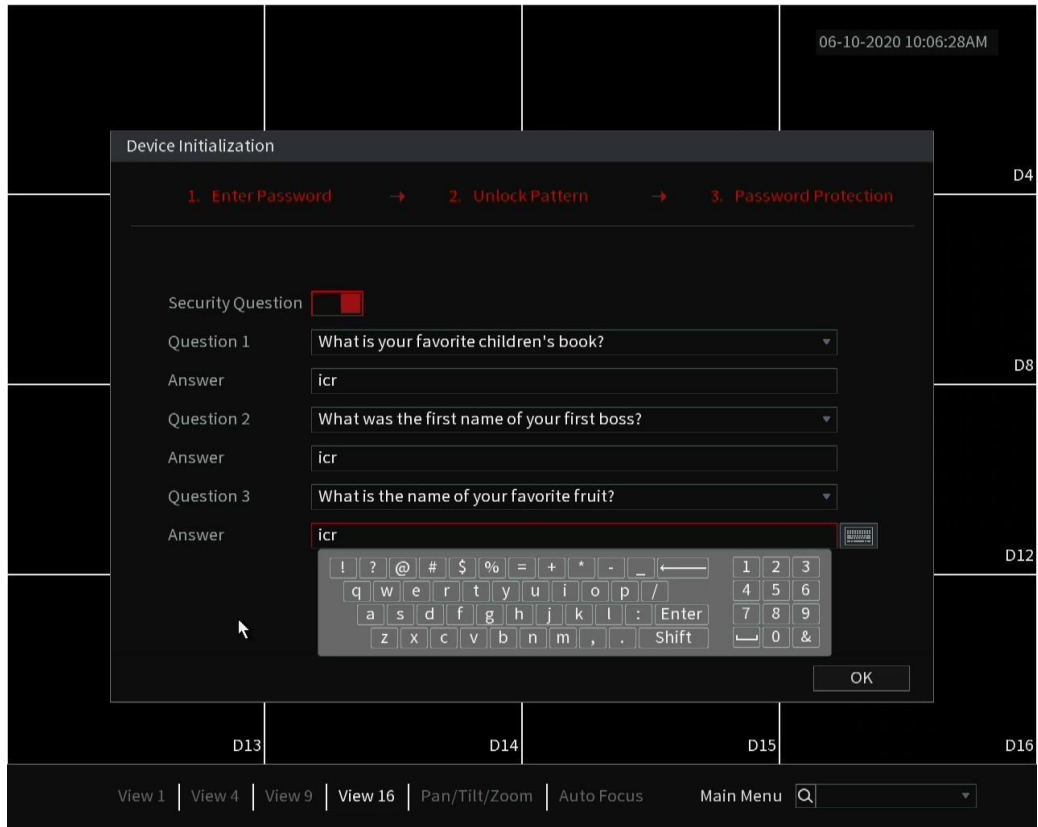 06-10-2020 10:06:28AM
Device Initialization
D4
1. Enter Password → 2. Unlock Pattern → 3. Password Protection
Security Question
Question 1 What is your favorite children's book?
D8
Answer icr
Question 2 What was the first name of your first boss?
Answer icr
Question 3 What is the name of your favorite fruit?
Answer icr
D12
! ? @ # $ % = + * - _ 1 2 3
q w e r t y u i o p / 4 5 6
a s d f g h j k l : Enter 7 8 9
z x c v b n m , . Shift 0 &
OK
D13 D14 D15 D16
View 1 | View 4 | View 9 | View 16 | Pan/Tilt/Zoom | Auto Focus Main Menu